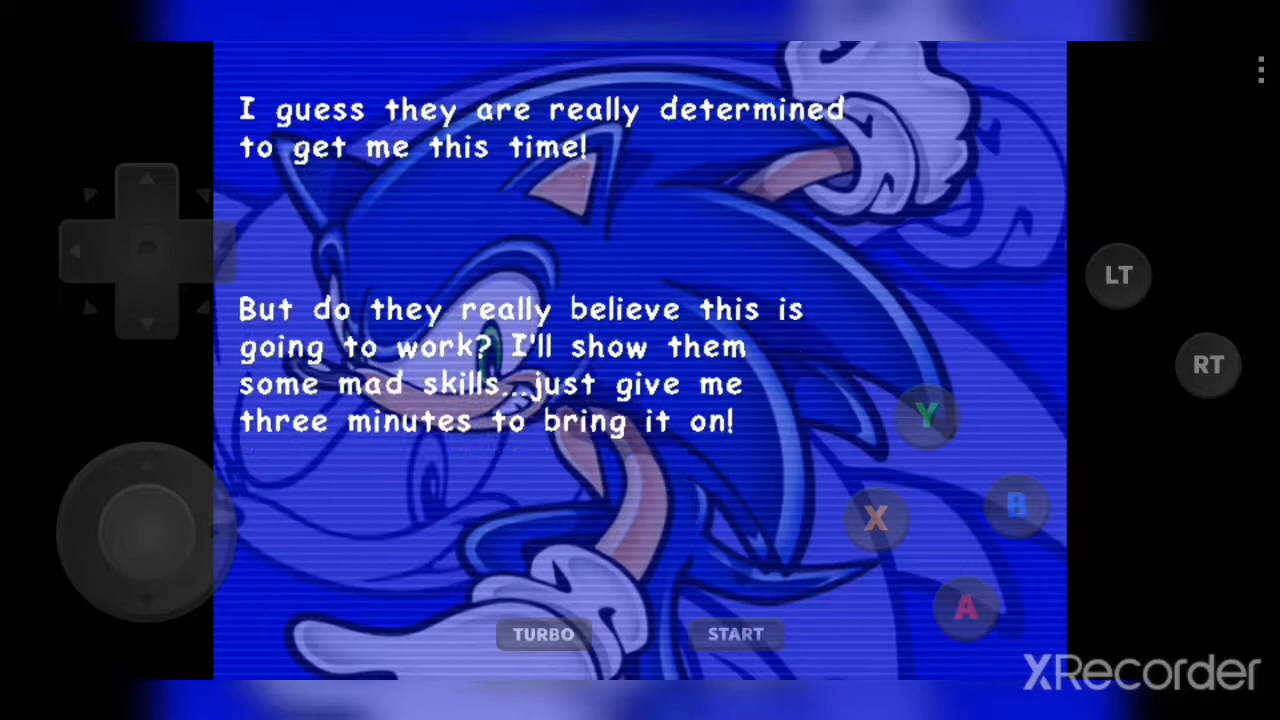 I guess they are really determined
to get me this time!
But do they really believe this is
going to work? I'll show them
some mad skills...just give me
three minutes to bring it on!
LT
RT
Y
X
B
A
TURBO
START
XRecorder